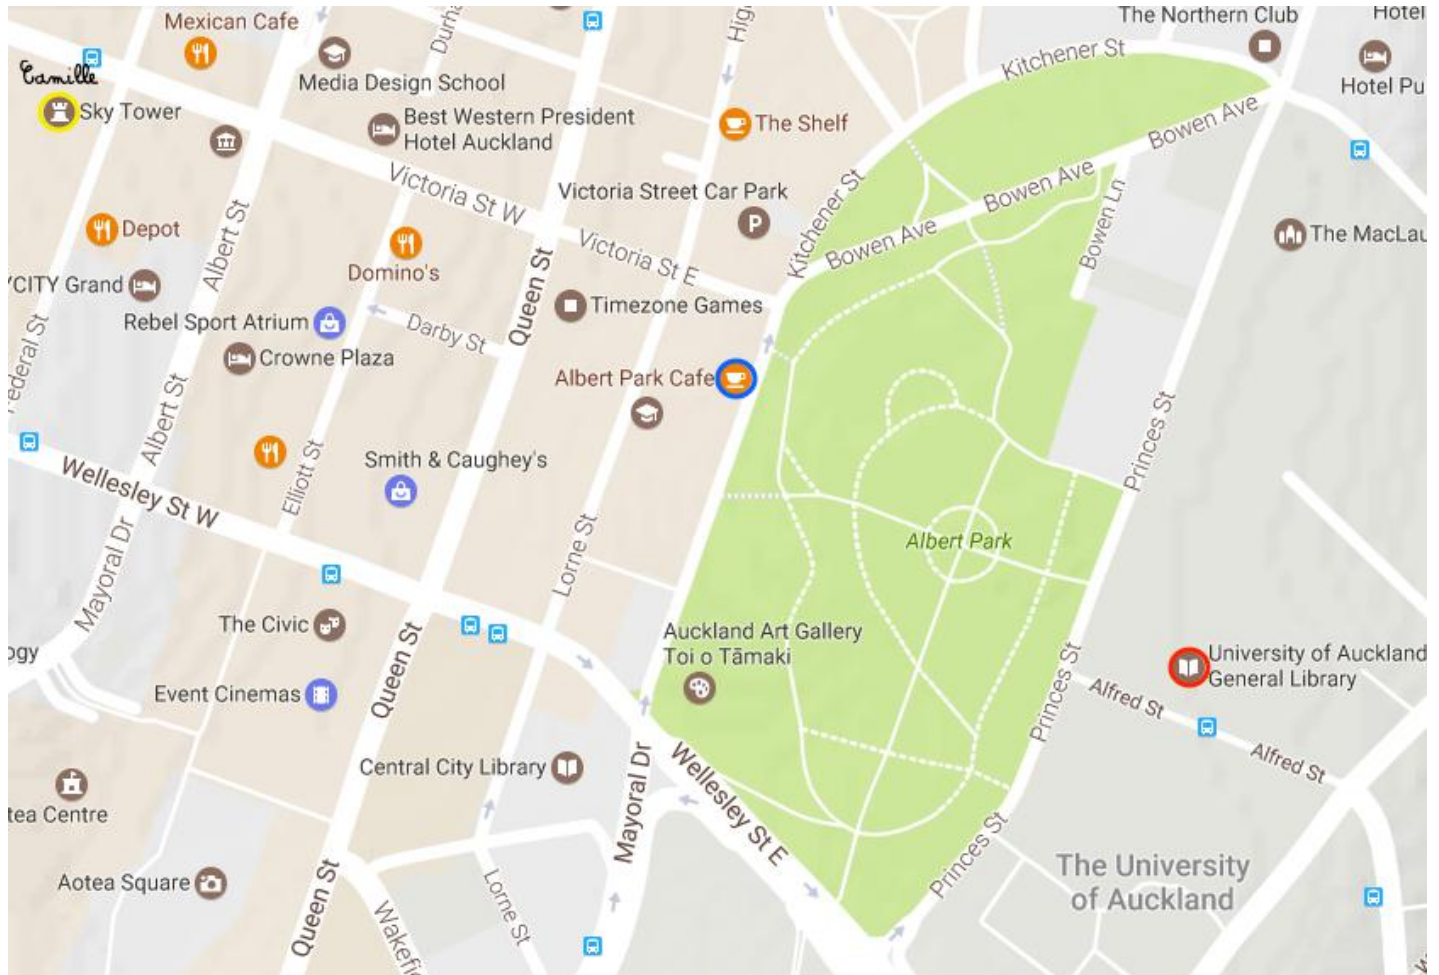 Mexican Cafe
Durha
Hig
Kitchener St
The Northern Club
Hotel
Camille
Media Design School
Hotel Pu
Sky Tower
Best Western President
Hotel Auckland
The Shelf
Bowen Ave
Victoria St W
Victoria Street Car Park
Kitchener St
Bowen Ave
Bowen Ln
Depot
Albert St
Domino's
Queen St
Victoria St E
Bowen Ave
The MacLau
YCITY Grand
Rebel Sport Atrium
Darby St
Timezone Games
Federal St
Crowne Plaza
Albert Park Cafe
Albert St
Princes St
Wellesley St W
Elliott St
Smith & Caughey's
Mayoral Dr
Lorne St
Albert Park
The Civic
Queen St
Auckland Art Gallery
Toi o Tāmaki
Princes St
University of Auckland
General Library
ogy
Event Cinemas
Alfred St
Alfred St
Central City Library
Mayoral Dr
Wellesley St E
tea Centre
Princes St
The University
of Auckland
Aotea Square
Queen St
Wakefi
Lorne St